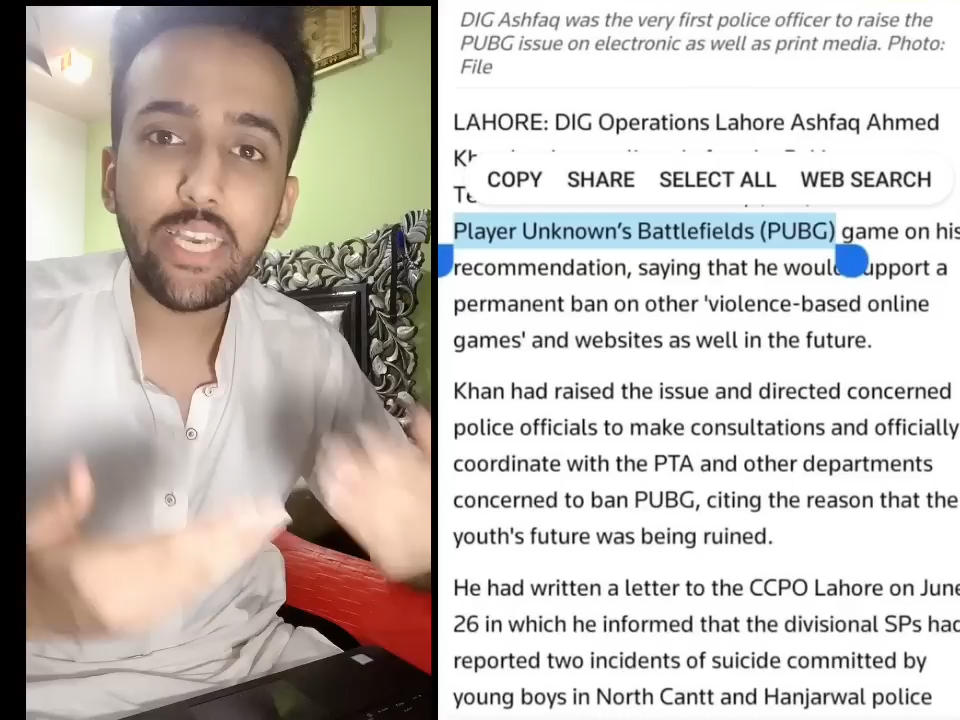 DIG Ashfaq was the very first police officer to raise the
PUBG issue on electronic as well as print media. Photo:
File
LAHORE: DIG Operations Lahore Ashfaq Ahmed
COPY SHARE SELECT ALL WEB SEARCH
Player Unknown's Battlefields (PUBG) game on his
recommendation, saying that he would support a
permanent ban on other 'violence-based online
games' and websites as well in the future.
Khan had raised the issue and directed concerned
police officials to make consultations and officially
coordinate with the PTA and other departments
concerned to ban PUBG, citing the reason that the
youth's future was being ruined.
He had written a letter to the CCPO Lahore on June
26 in which he informed that the divisional SPs had
reported two incidents of suicide committed by
young boys in North Cantt and Hanjarwal police